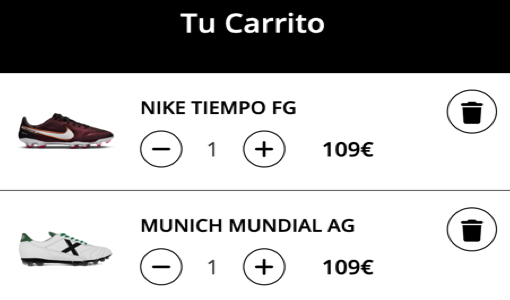 Tu Carrito
NIKE TIEMPO FG
1 109€
MUNICH MUNDIAL AG
1 109€